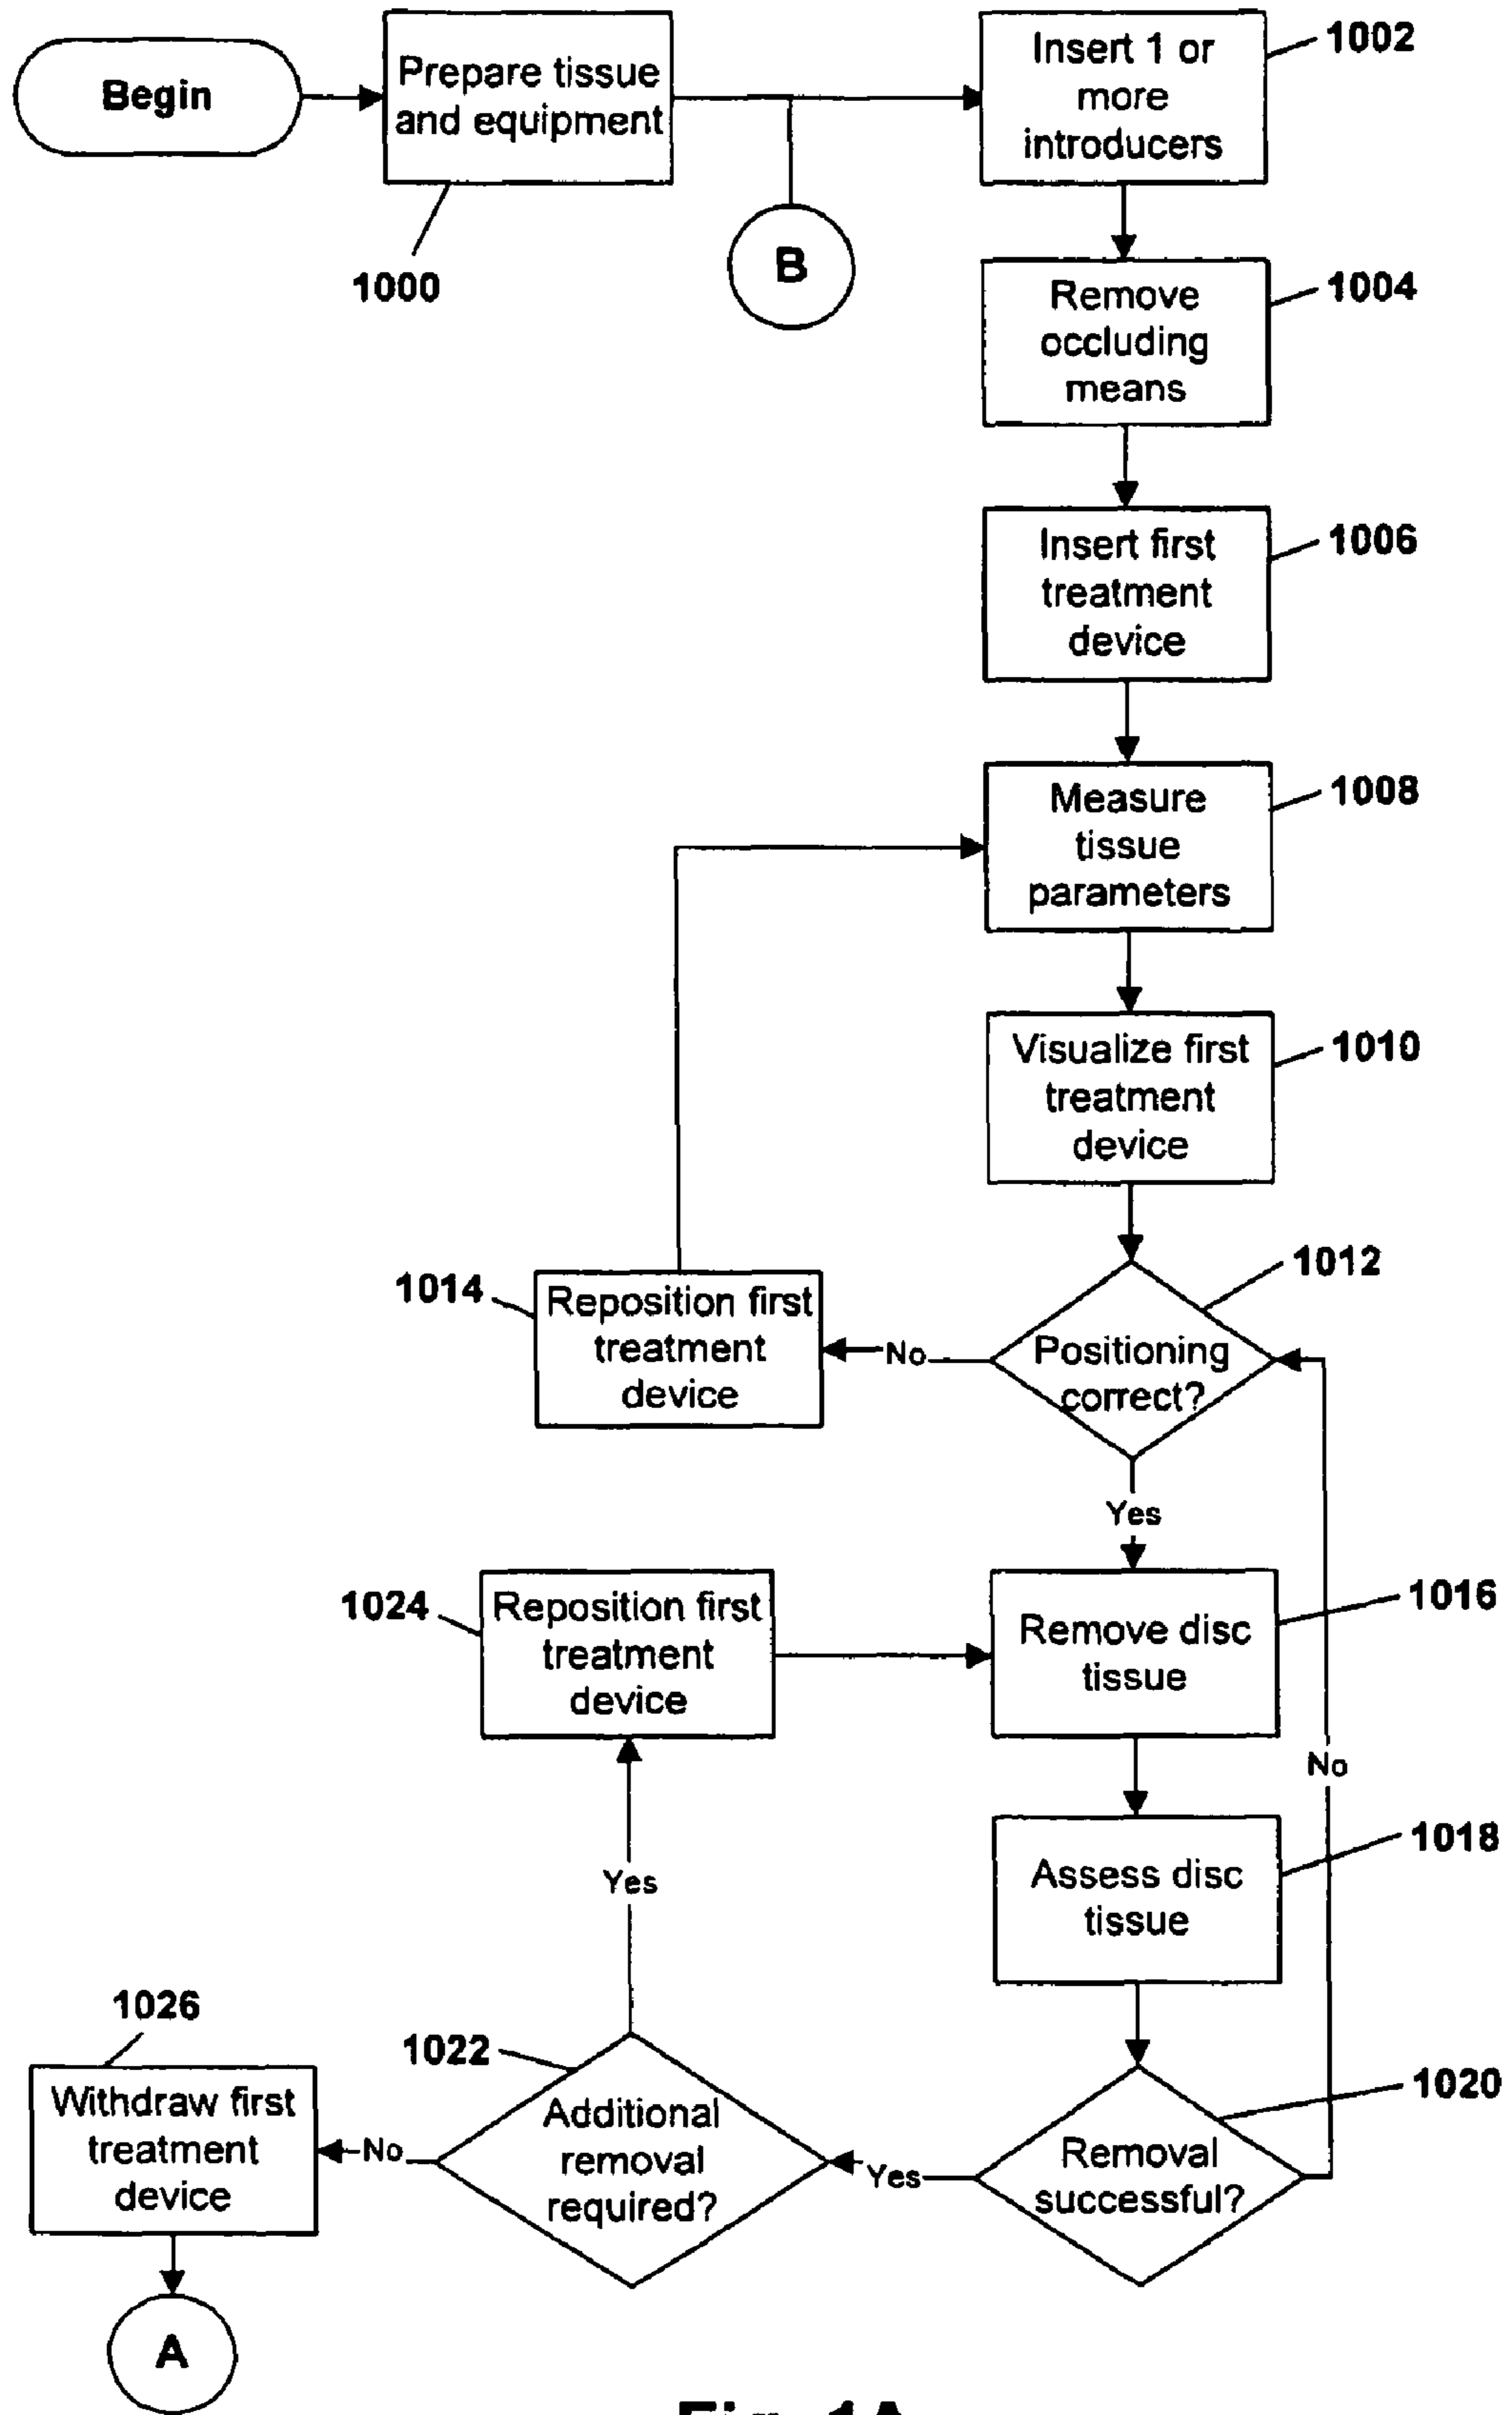 Begin
Prepare tissue
and equipment
1000
B
Insert 1 or
more
introducers
1002
Remove
occluding
means
1004
Insert first
treatment
device
1006
Measure
tissue
parameters
1008
Visualize first
treatment
device
1010
Positioning
correct?
1012
No
1014
Reposition first
treatment
device
Yes
Remove disc
tissue
1016
1024
Reposition first
treatment
device
No
Assess disc
tissue
1018
Yes
Removal
successful?
1020
Yes
1022
Additional
removal
required?
No
1026
Withdraw first
treatment
device
A
Fig. 1A